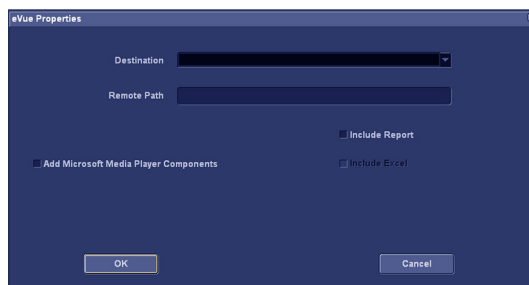 eVue Properties
Destination
Remote Path
Include Report
Add Microsoft Media Player Components
Include Excel
OK
Cancel